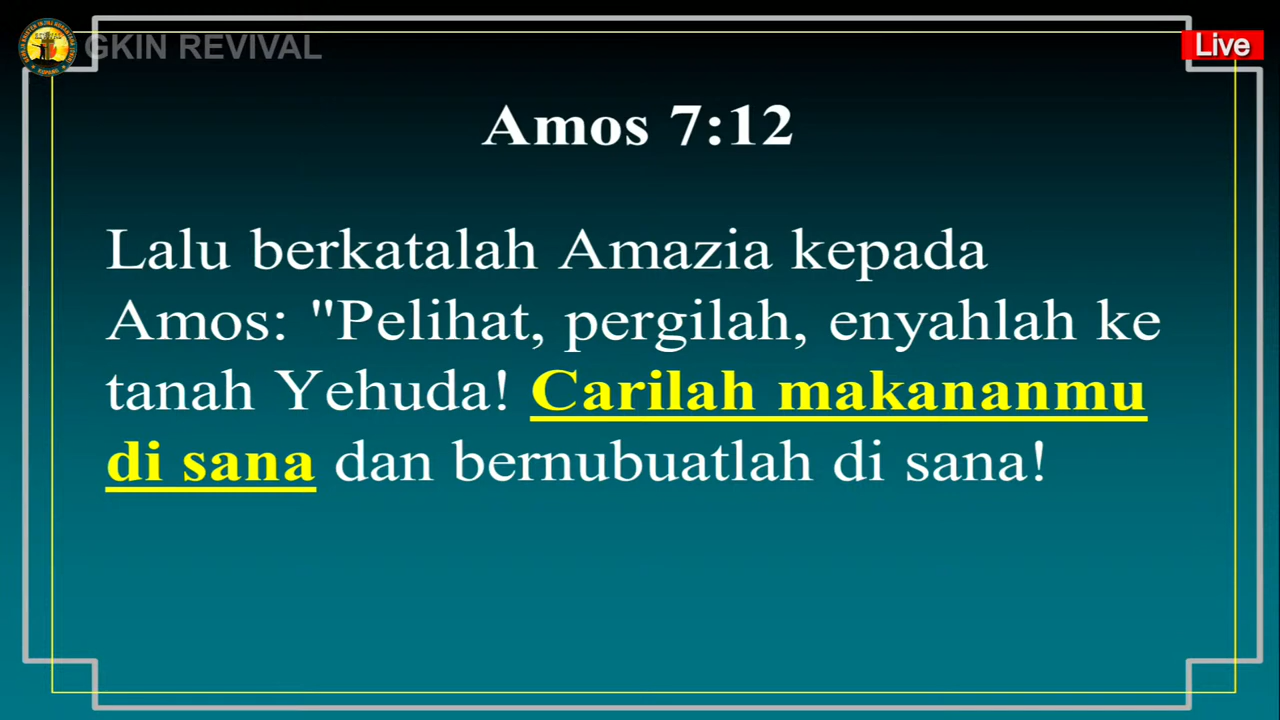 GKIN REVIVAL
Live
Amos 7:12
Lalu berkatalah Amazia kepada
Amos: "Pelihat, pergilah, enyahlah ke
tanah Yehuda! Carilah makananmu
di sana dan bernubuatlah di sana!